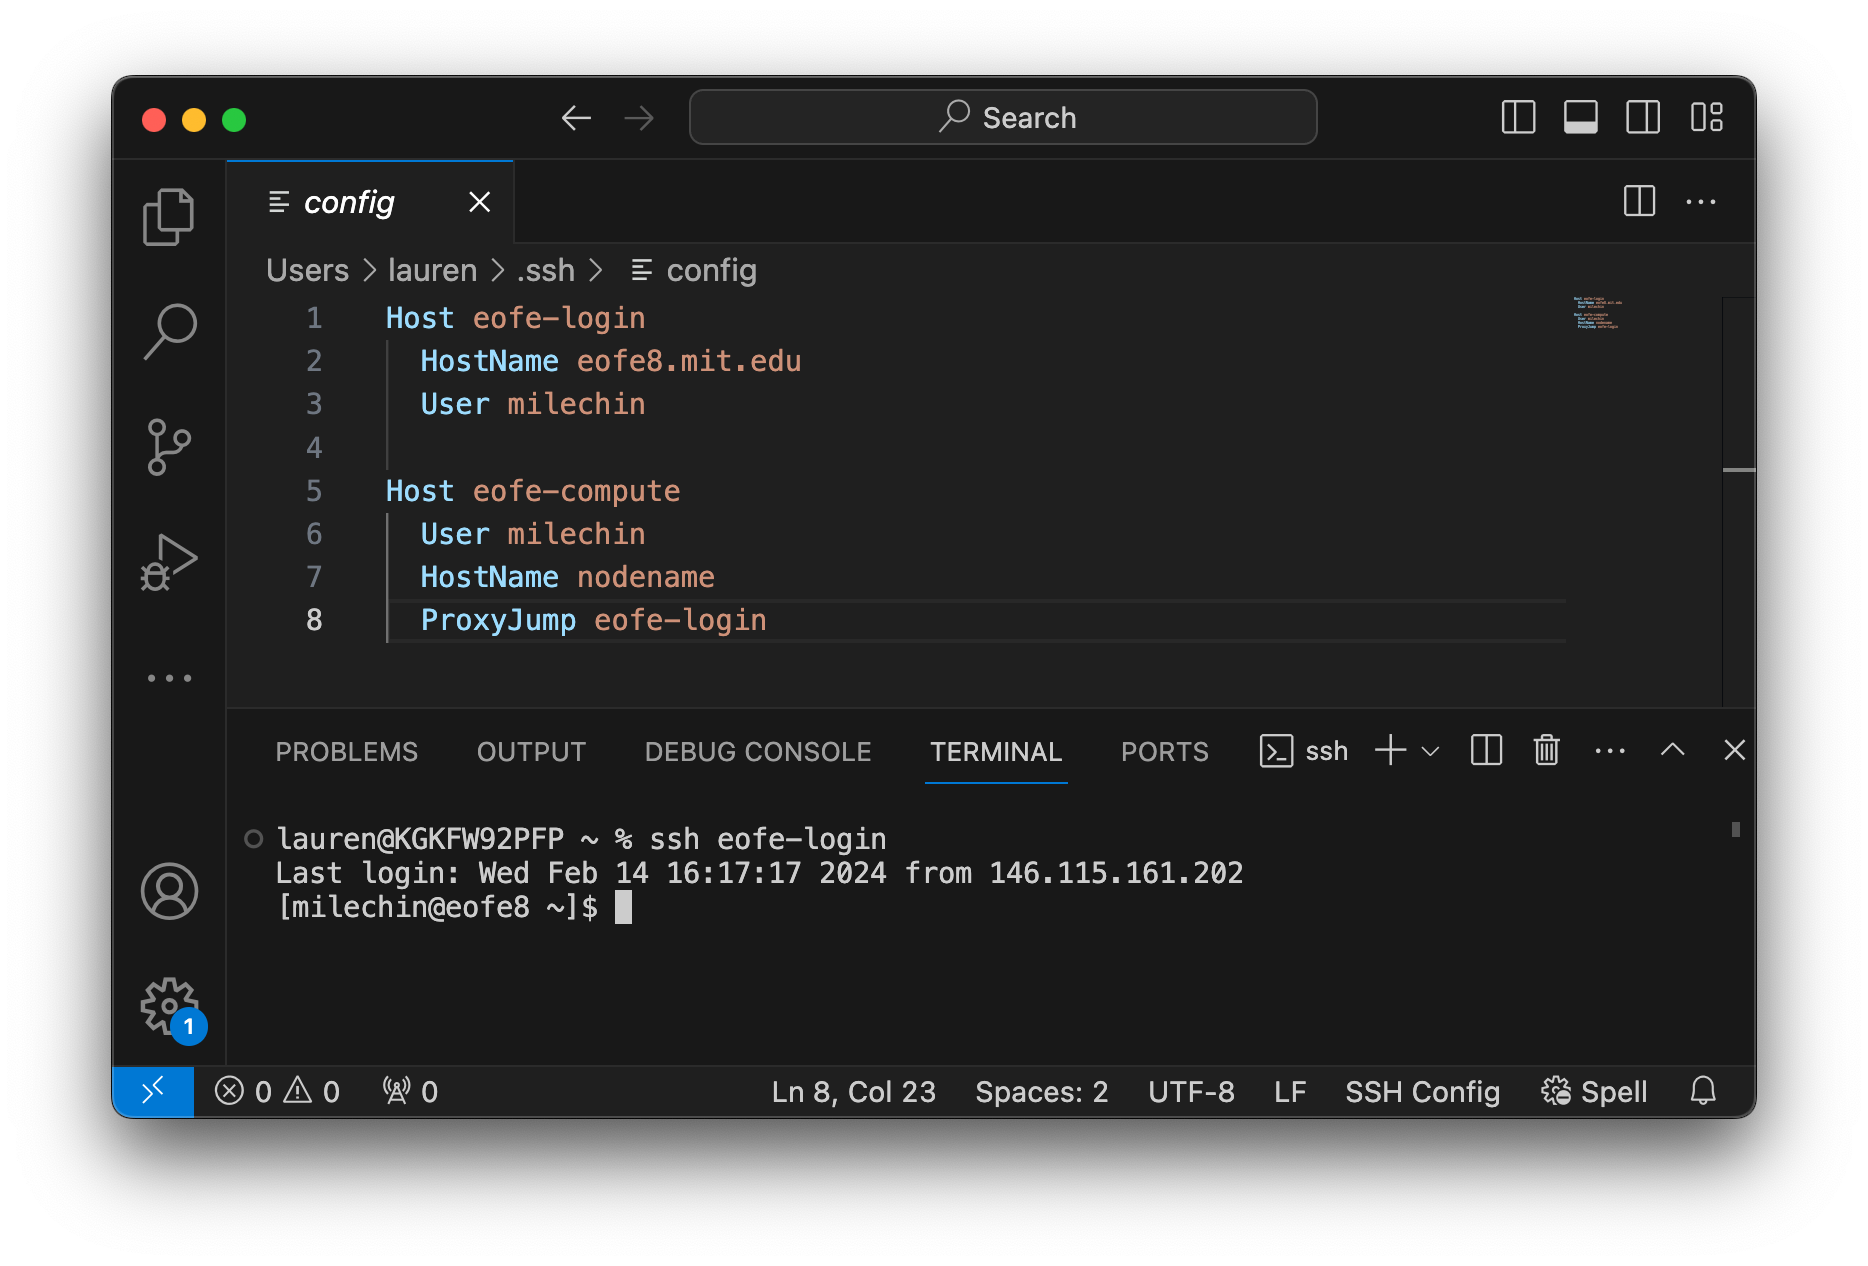 Search
config
Users > lauren > .ssh > config
1 Host eofe-login
2 HostName eofe8.mit.edu
3 User milechin
4
5 Host eofe-compute
6 User milechin
7 HostName nodename
8 ProxyJump eofe-login
PROBLEMS OUTPUT DEBUG CONSOLE TERMINAL PORTS ssh
lauren@KGKFW92PFP ~ % ssh eofe-login
Last login: Wed Feb 14 16:17:17 2024 from 146.115.161.202
[milechin@eofe8 ~]$
1
0 0 0 Ln 8, Col 23 Spaces: 2 UTF-8 LF SSH Config Spell